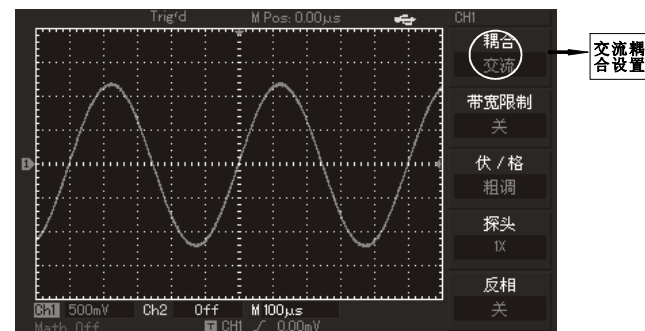 Trig'd M Pos: 0.00μs CH1
耦合
交流
交流耦
合设置
带宽限制
关
伏/格
粗调
1
探头
1X
反相
关
Ch1 500mV Ch2 Off M 100μs
Math Off T CH1 0.00mV